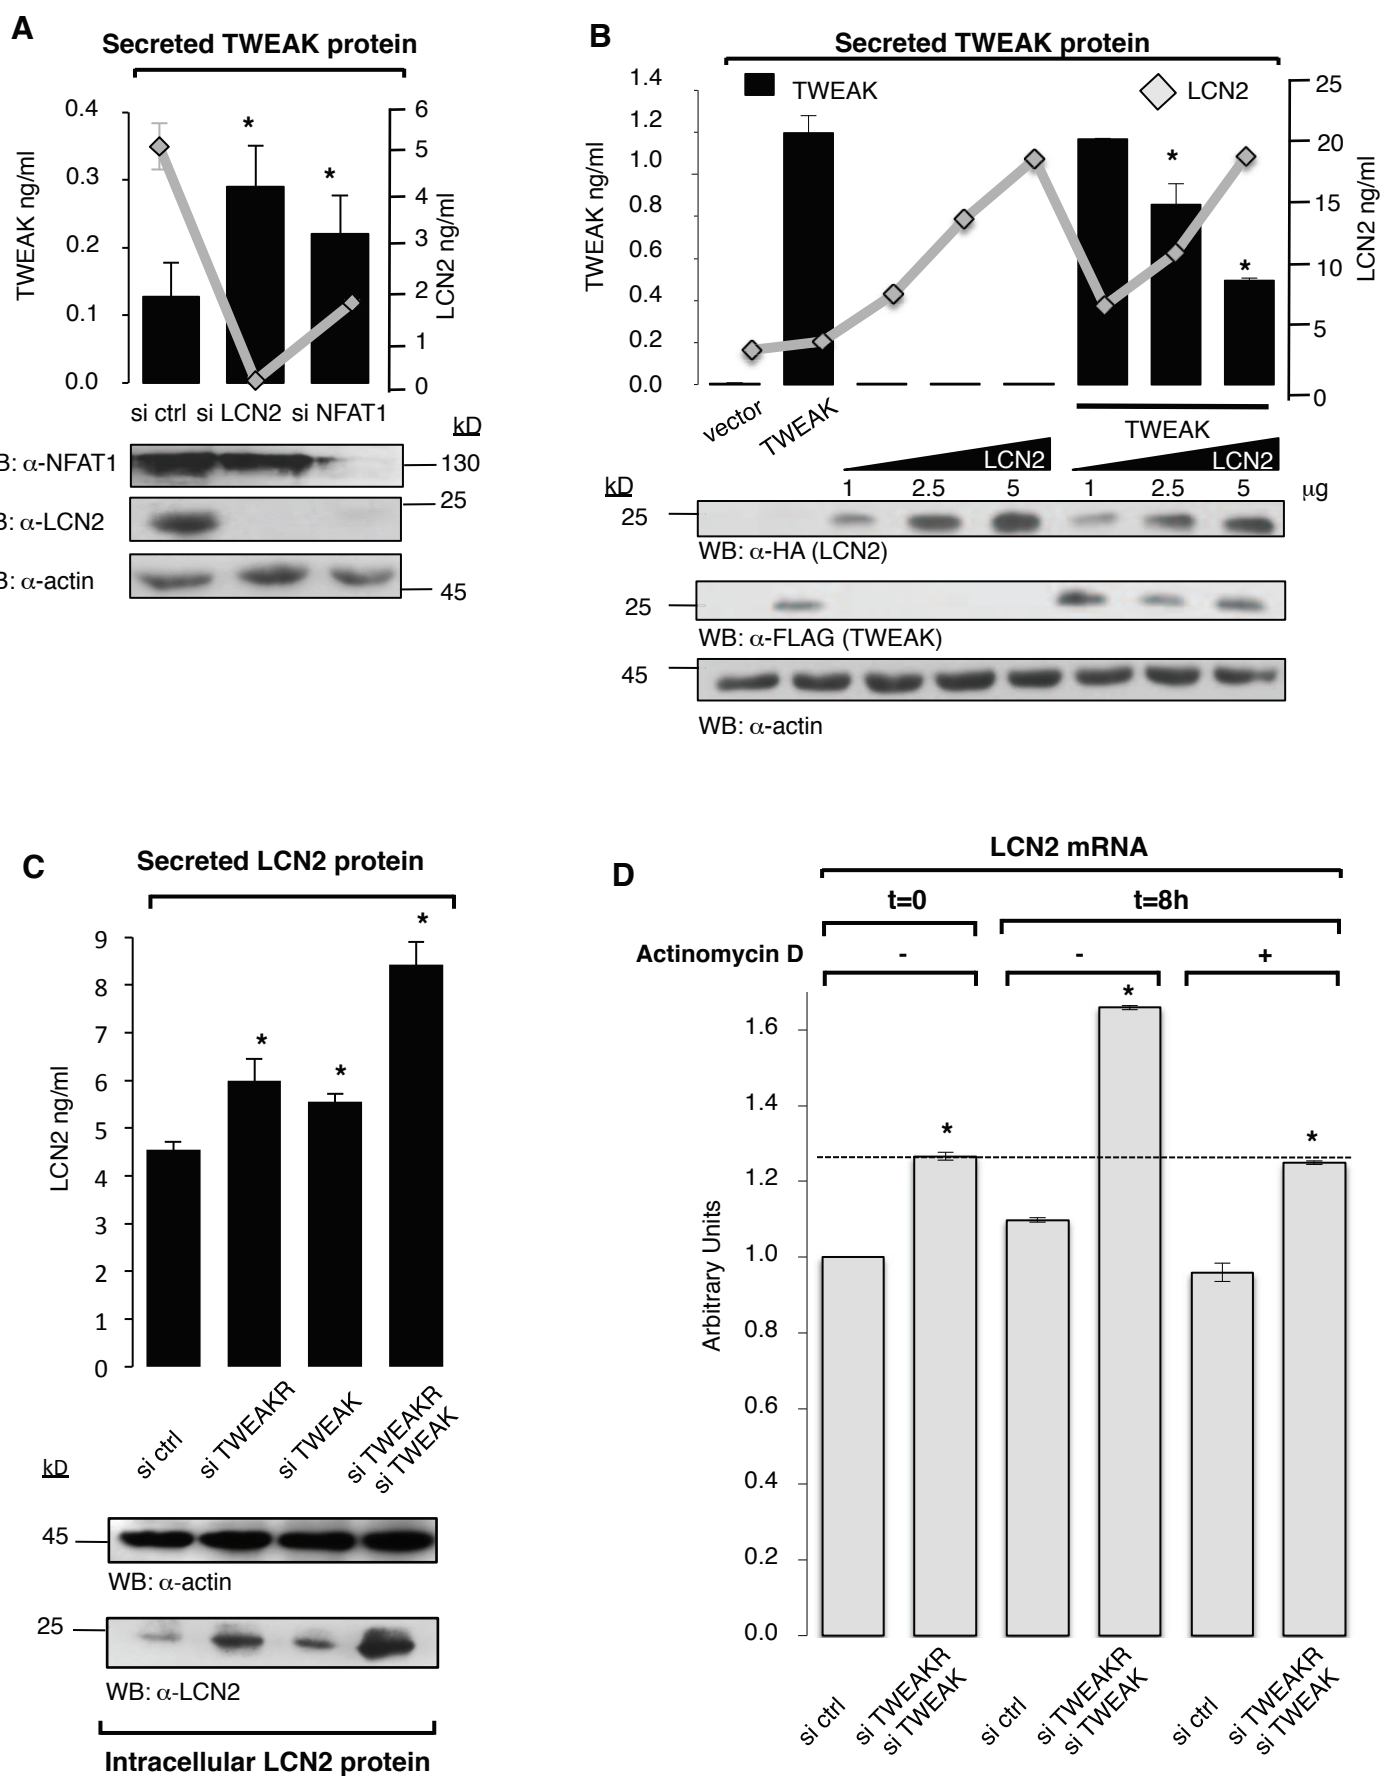 A
Secreted TWEAK protein
TWEAK ng/ml
0.4
0.3
0.2
0.1
0.0
*
*
6
5
4
3
2
1
0
LCN2 ng/ml
si ctrl si LCN2 si NFAT1
kD
B: α-NFAT1
130
25
B: α-LCN2
B: α-actin
45
B
Secreted TWEAK protein
TWEAK
LCN2
TWEAK ng/ml
1.4
1.2
1.0
0.8
0.6
0.4
0.2
0.0
*
*
25
20
15
10
5
0
LCN2 ng/ml
vector
TWEAK
TWEAK
LCN2
LCN2
kD
1 2.5 5 1 2.5 5 μg
25
WB: α-HA (LCN2)
25
WB: α-FLAG (TWEAK)
45
WB: α-actin
C
Secreted LCN2 protein
LCN2 ng/ml
9
8
7
6
5
4
3
2
1
0
*
*
*
si ctrl
si TWEAKR
si TWEAK
si TWEAKR
si TWEAK
kD
45
WB: α-actin
25
WB: α-LCN2
Intracellular LCN2 protein
D
LCN2 mRNA
t=0 t=8h
Actinomycin D - - +
Arbitrary Units
1.6
1.4
1.2
1.0
0.8
0.6
0.4
0.2
0.0
*
*
*
si ctrl
si TWEAKR
si TWEAK
si ctrl
si TWEAKR
si TWEAK
si ctrl
si TWEAKR
si TWEAK